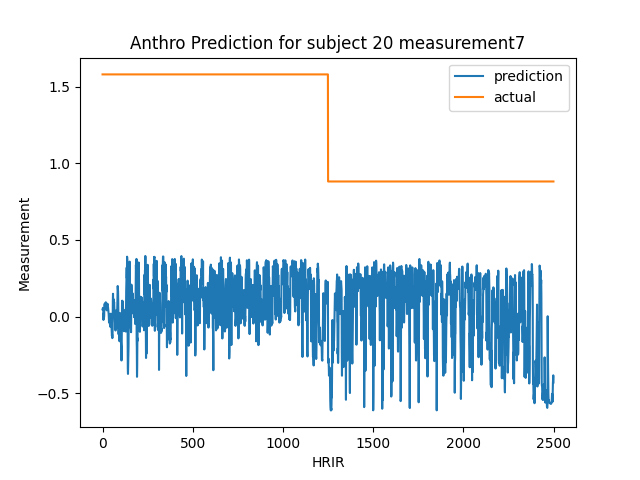 Anthro Prediction for subject 20 measurement7
prediction
actual
Measurement
1.5
1.0
0.5
0.0
−0.5
0 500 1000 1500 2000 2500
HRIR